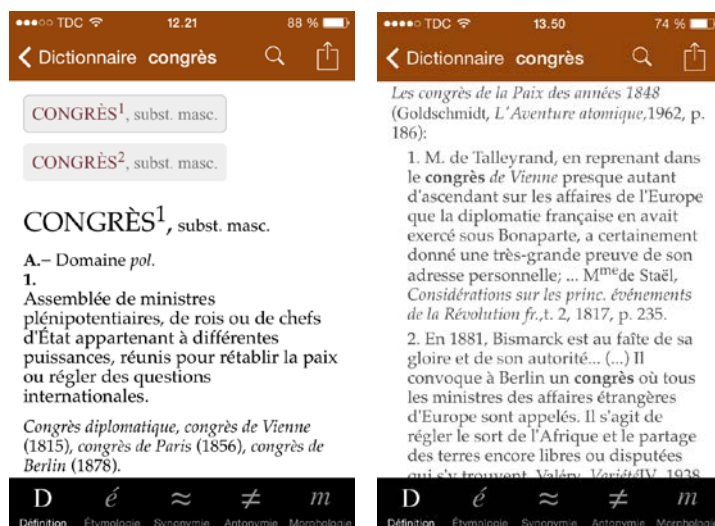 TDC 12.21 88 %
Dictionnaire congrès
CONGRÈS1, subst. masc.
CONGRÈS2, subst. masc.
CONGRÈS1, subst. masc.
A.– Domaine pol.
1.
Assemblée de ministres
plénipotentiaires, de rois ou de chefs
d'État appartenant à différentes
puissances, réunis pour rétablir la paix
ou régler des questions
internationales.
Congrès diplomatique, congrès de Vienne
(1815), congrès de Paris (1856), congrès de
Berlin (1878).
D é ≈ ≠ m
Définition Étymologie Synonymie Antonymie Morphologie
TDC 13.50 74 %
Dictionnaire congrès
Les congrès de la Paix des années 1848
(Goldschmidt, L'Aventure atomique,1962, p.
186):
1. M. de Talleyrand, en reprenant dans
le congrès de Vienne presque autant
d'ascendant sur les affaires de l'Europe
que la diplomatie française en avait
exercé sous Bonaparte, a certainement
donné une très-grande preuve de son
adresse personnelle; ... Mmede Staël,
Considérations sur les princ. événements
de la Révolution fr.,t. 2, 1817, p. 235.
2. En 1881, Bismarck est au faîte de sa
gloire et de son autorité... (...) Il
convoque à Berlin un congrès où tous
les ministres des affaires étrangères
d'Europe sont appelés. Il s'agit de
régler le sort de l'Afrique et le partage
des terres encore libres ou disputées
qui s'y trouvent. Valéry, VariétéIV, 1938,
D é ≈ ≠ m
Définition Étymologie Synonymie Antonymie Morphologie